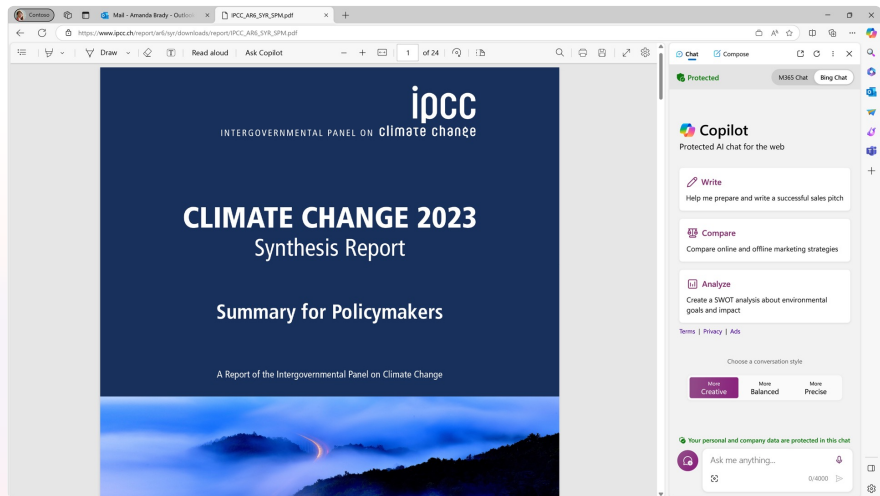 Contoso
Mail - Amanda Brady - Outlook
IPCC_AR6_SYR_SPM.pdf
https://www.ipcc.ch/report/ar6/syr/downloads/report/IPCC_AR6_SYR_SPM.pdf
Draw
Read aloud
Ask Copilot
1 of 24
ipcc
INTERGOVERNMENTAL PANEL ON climate change
CLIMATE CHANGE 2023
Synthesis Report
Summary for Policymakers
A Report of the Intergovernmental Panel on Climate Change
Chat
Compose
Protected
M365 Chat
Bing Chat
Copilot
Protected AI chat for the web
Write
Help me prepare and write a successful sales pitch
Compare
Compare online and offline marketing strategies
Analyze
Create a SWOT analysis about environmental
goals and impact
Terms | Privacy | Ads
Choose a conversation style
More
Creative
More
Balanced
More
Precise
Your personal and company data are protected in this chat
Ask me anything...
0/4000